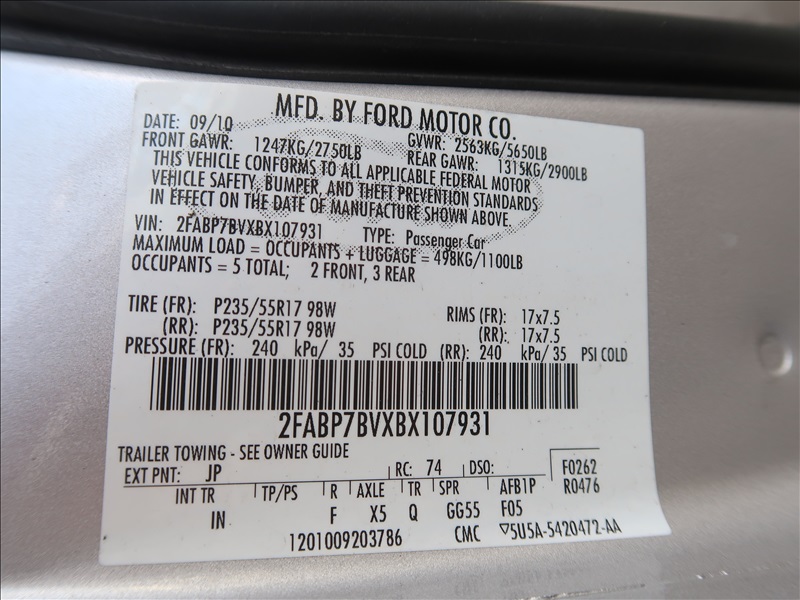 MFD. BY FORD MOTOR CO.
DATE: 09/10 GVWR: 2563KG/5650LB
FRONT GAWR: 1247KG/2750LB REAR GAWR: 1315KG/2900LB
THIS VEHICLE CONFORMS TO ALL APPLICABLE FEDERAL MOTOR
VEHICLE SAFETY, BUMPER, AND THEFT PREVENTION STANDARDS
IN EFFECT ON THE DATE OF MANUFACTURE SHOWN ABOVE.
VIN: 2FABP7BVXBX107931 TYPE: Passenger Car
MAXIMUM LOAD = OCCUPANTS + LUGGAGE = 498KG/1100LB
OCCUPANTS = 5 TOTAL; 2 FRONT, 3 REAR
TIRE (FR): P235/55R17 98W RIMS (FR): 17x7.5
(RR): P235/55R17 98W (RR): 17x7.5
PRESSURE (FR): 240 kPa/ 35 PSI COLD (RR): 240 kPa/ 35 PSI COLD
2FABP7BVXBX107931
TRAILER TOWING - SEE OWNER GUIDE
EXT PNT: JP RC: 74 DSO: F0262
INT TR TP/PS R AXLE TR SPR AFB1P R0476
IN F X5 Q GG55 F05
1201009203786 CMC ▽5U5A-5420472-AA